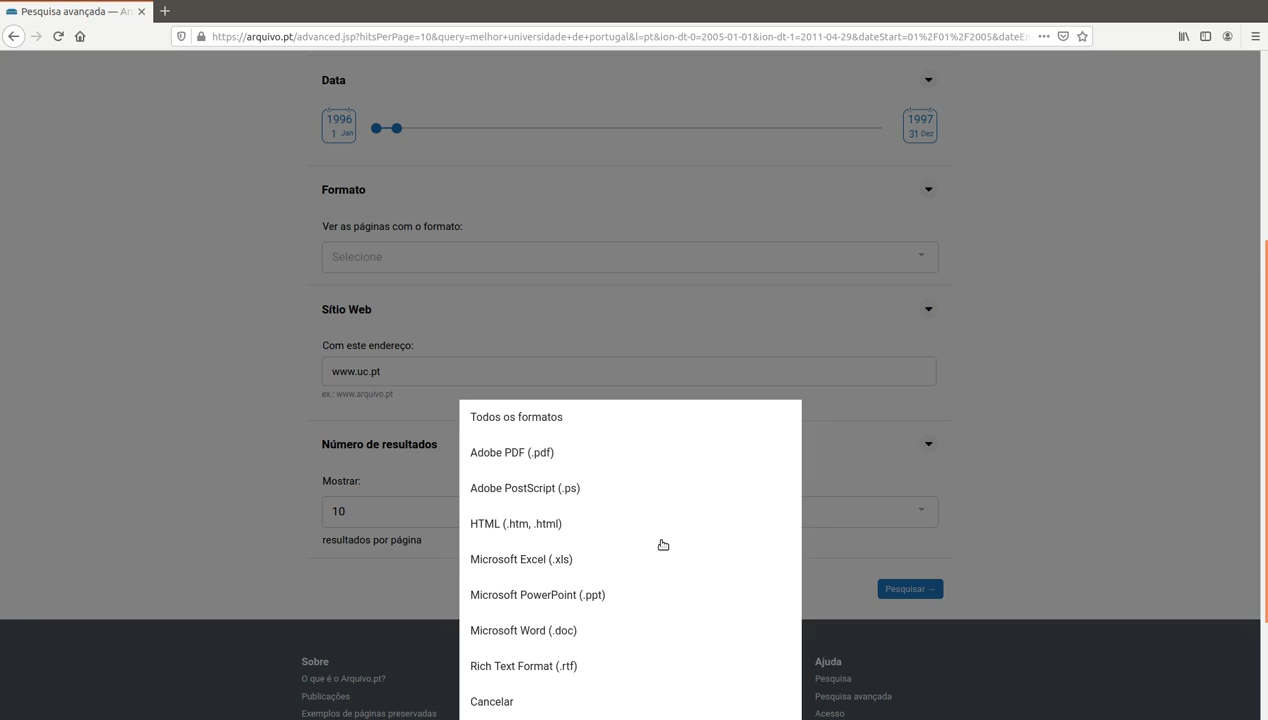 Pesquisa avançada — Ar
https://arquivo.pt/advanced.jsp?hitsPerPage=10&query=melhor+universidade+de+portugal&l=pt&ion-dt-0=2005-01-01&ion-dt-1=2011-04-29&dateStart=01%2F01%2F2005&dateEn
Data
1996
1 Jan
1997
31 Dez
Formato
Ver as páginas com o formato:
Selecione
Sítio Web
Com este endereço:
www.uc.pt
ex.: www.arquivo.pt
Todos os formatos
Número de resultados
Adobe PDF (.pdf)
Mostrar:
Adobe PostScript (.ps)
10
HTML (.htm, .html)
resultados por página
Microsoft Excel (.xls)
Pesquisar →
Microsoft PowerPoint (.ppt)
Microsoft Word (.doc)
Rich Text Format (.rtf)
Cancelar
Sobre
O que é o Arquivo.pt?
Publicações
Exemplos de páginas preservadas
Ajuda
Pesquisa
Pesquisa avançada
Acesso